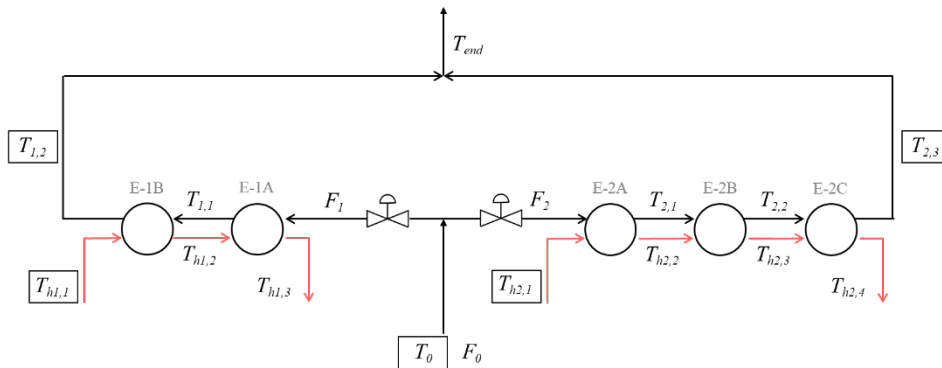 T_end
T_1,2
T_2,3
E-1B
E-1A
E-2A
E-2B
E-2C
T_1,1
F_1
F_2
T_2,1
T_2,2
T_h1,2
T_h2,2
T_h2,3
T_h1,1
T_h1,3
T_h2,1
T_h2,4
T_0 F_0